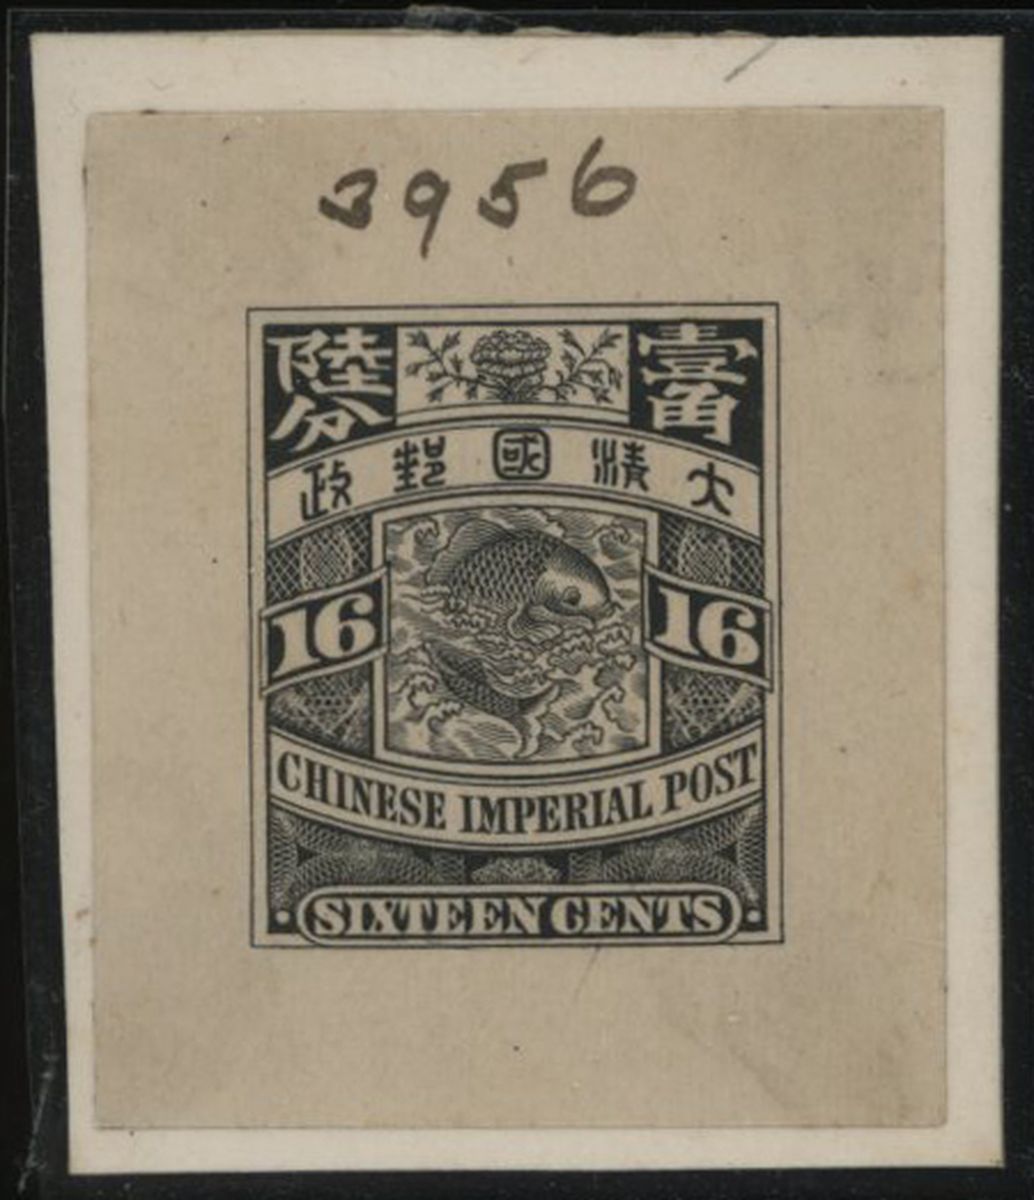 3956
壹角 陸分
大清國郵政
16 16
CHINESE IMPERIAL POST
SIXTEEN CENTS